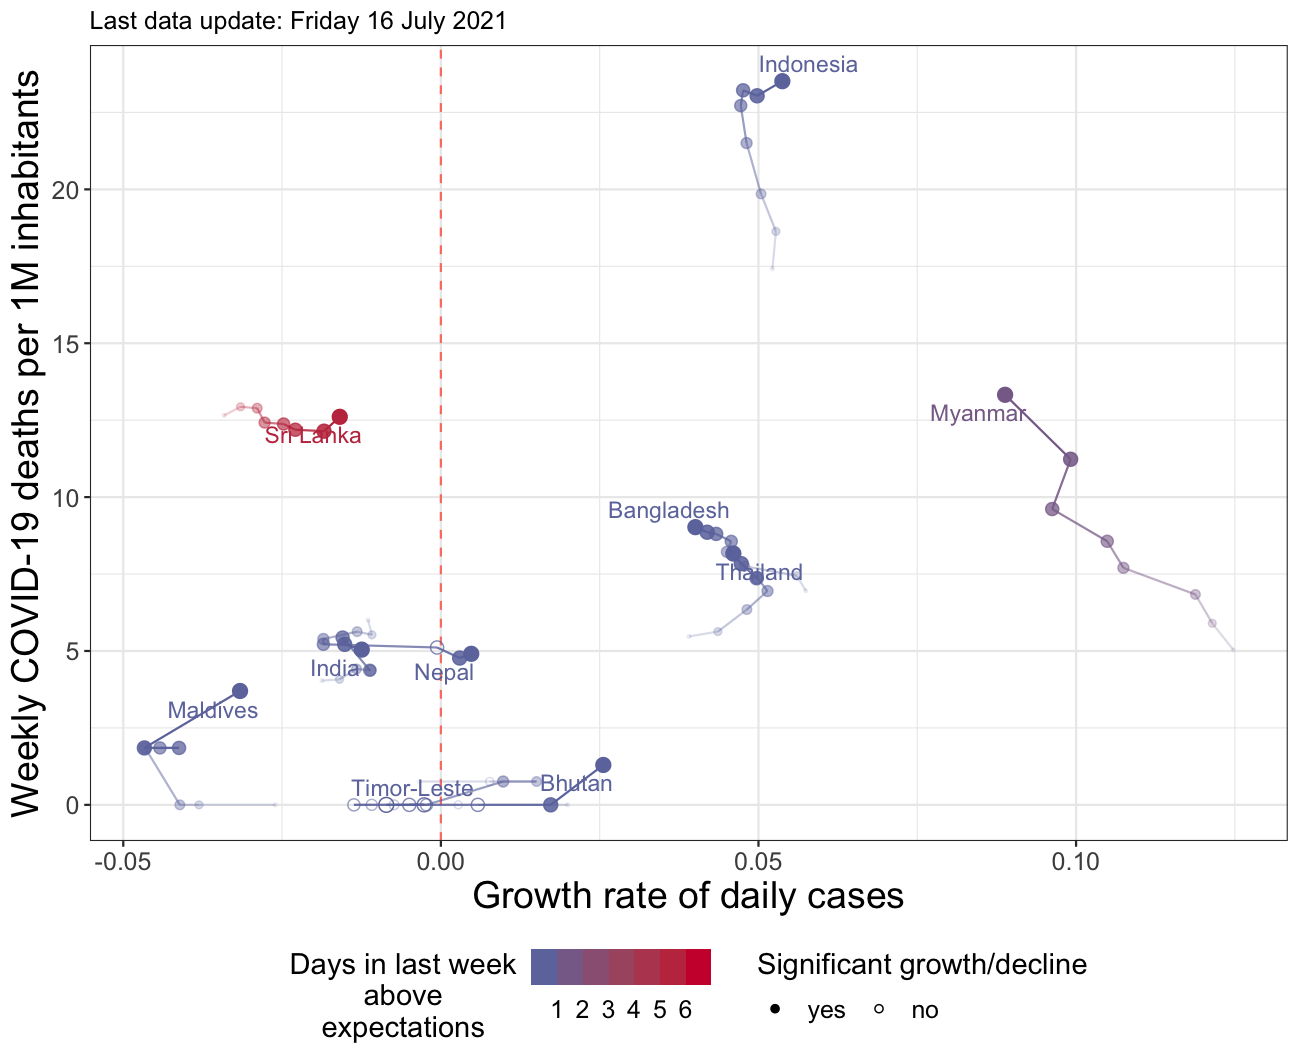 Last data update: Friday 16 July 2021
Weekly COVID-19 deaths per 1M inhabitants
Indonesia
20
15
Myanmar
Sri Lanka
10
Bangladesh
Thailand
5
India
Nepal
Maldives
Timor-Leste
Bhutan
0
-0.05
0.00
0.05
0.10
Growth rate of daily cases
Days in last week
above
expectations
1 2 3 4 5 6
Significant growth/decline
yes
no